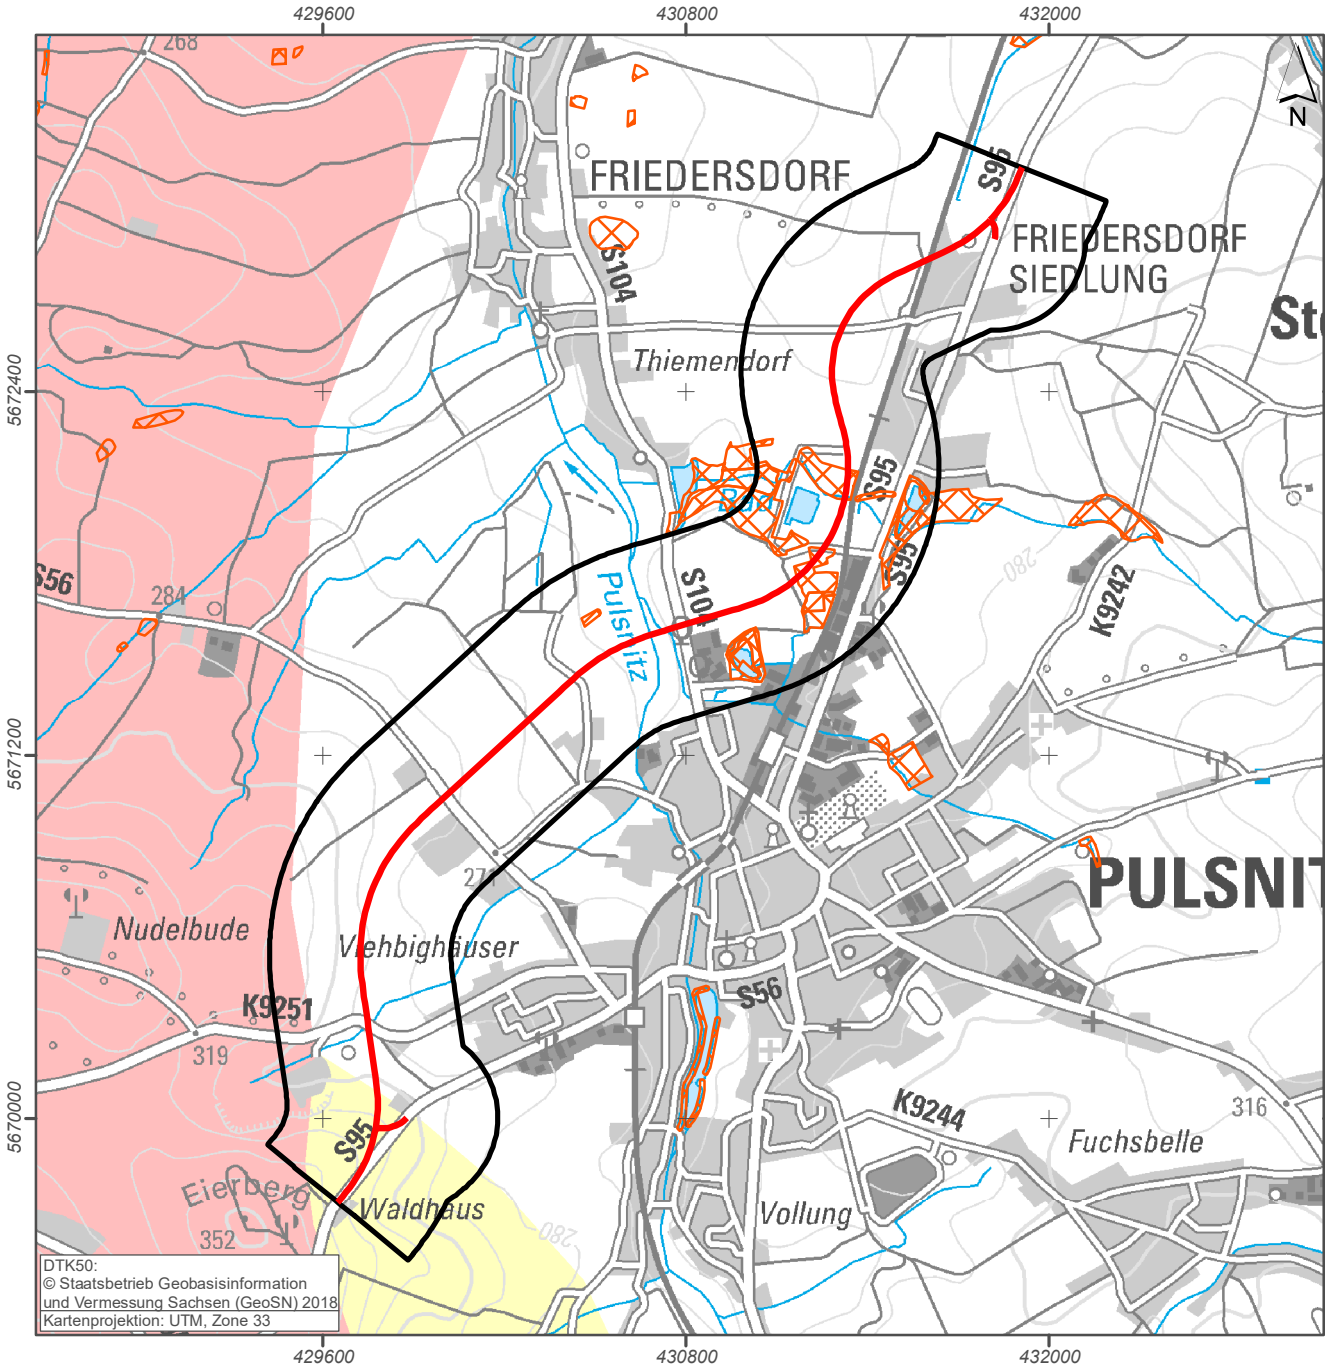 429600
430800
432000
268
N
S95
FRIEDERSDORF
FRIEDERSDORF
SIEDLUNG
S104
Thiemendorf
5672400
S95
S95
280
S56
284
Pulsnitz
S104
K9242
5671200
271
PULSNIT
Nudelbude
Viehbighäuser
K9251
S56
319
5670000
K9244
316
S95
Fuchsbelle
Eierberg
Waldhaus
Vollung
352
280
DTK50:
© Staatsbetrieb Geobasisinformation
und Vermessung Sachsen (GeoSN) 2018
Kartenprojektion: UTM, Zone 33
429600
430800
432000